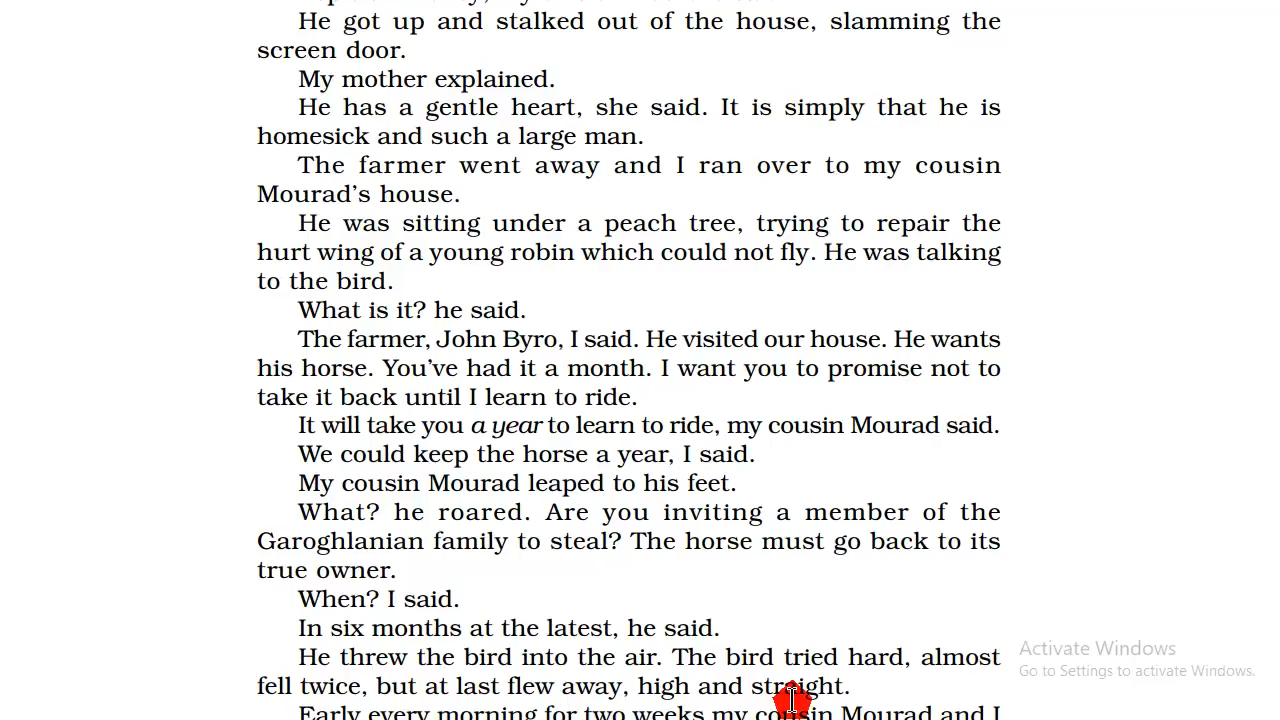 He got up and stalked out of the house, slamming the
screen door.
My mother explained.
He has a gentle heart, she said. It is simply that he is
homesick and such a large man.
The farmer went away and I ran over to my cousin
Mourad's house.
He was sitting under a peach tree, trying to repair the
hurt wing of a young robin which could not fly. He was talking
to the bird.
What is it? he said.
The farmer, John Byro, I said. He visited our house. He wants
his horse. You've had it a month. I want you to promise not to
take it back until I learn to ride.
It will take you a year to learn to ride, my cousin Mourad said.
We could keep the horse a year, I said.
My cousin Mourad leaped to his feet.
What? he roared. Are you inviting a member of the
Garoghlanian family to steal? The horse must go back to its
true owner.
When? I said.
In six months at the latest, he said.
He threw the bird into the air. The bird tried hard, almost
fell twice, but at last flew away, high and straight.
Early every morning for two weeks my cousin Mourad and I
Activate Windows
Go to Settings to activate Windows.